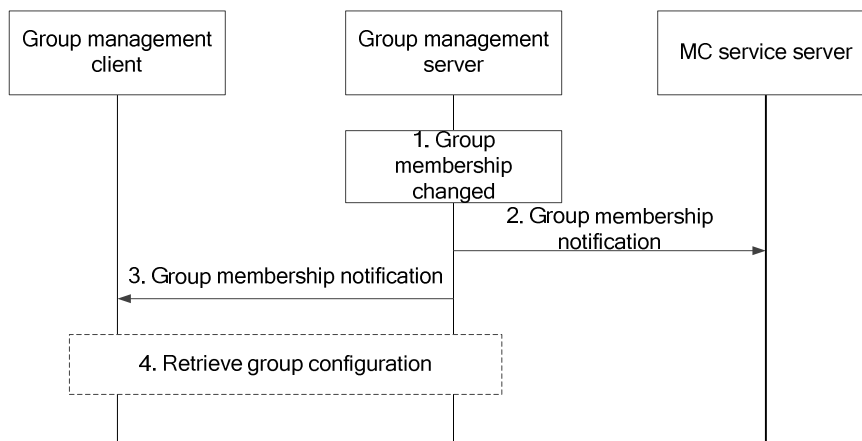 Group management
client
Group management
server
MC service server
1. Group
membership
changed
2. Group membership
notification
3. Group membership notification
4. Retrieve group configuration